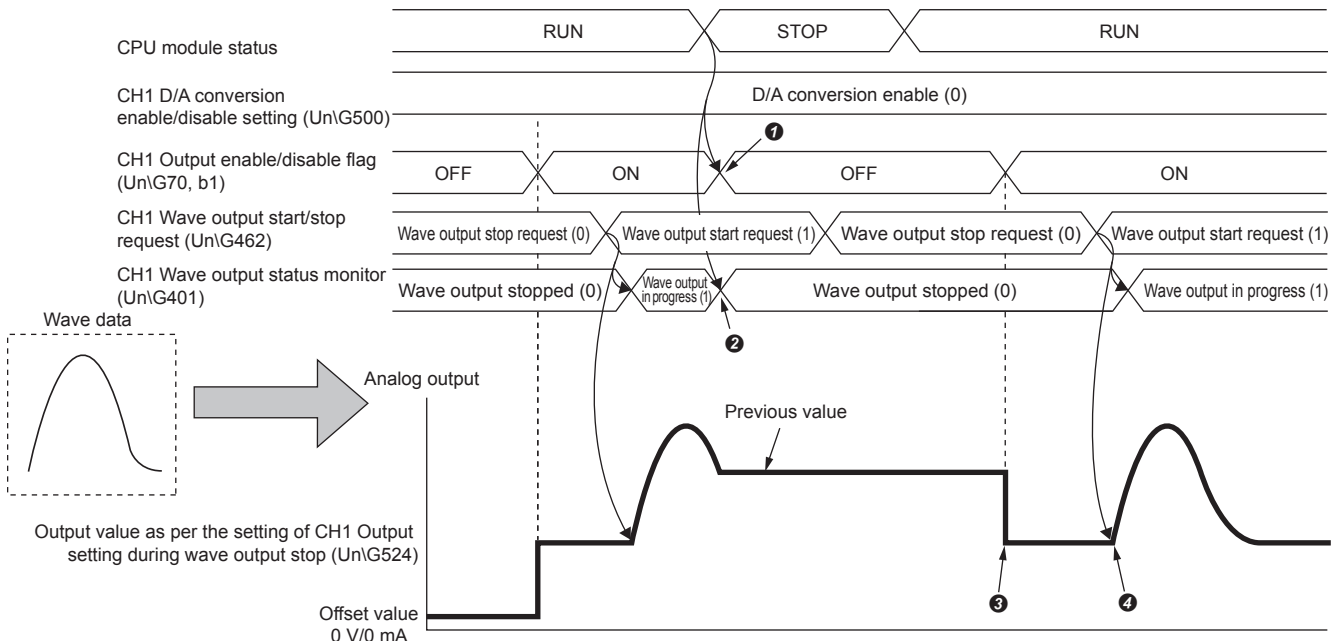 CPU module status
RUN
STOP
RUN
CH1 D/A conversion
enable/disable setting (Un\G500)
D/A conversion enable (0)
❶
CH1 Output enable/disable flag
(Un\G70, b1)
OFF
ON
OFF
ON
CH1 Wave output start/stop
request (Un\G462)
Wave output stop request (0)
Wave output start request (1)
Wave output stop request (0)
Wave output start request (1)
CH1 Wave output status monitor
(Un\G401)
Wave output stopped (0)
Wave output
in progress (1)
Wave output stopped (0)
Wave output in progress (1)
❷
Wave data
Analog output
Previous value
Output value as per the setting of CH1 Output
setting during wave output stop (Un\G524)
❸
❹
Offset value
0 V/0 mA